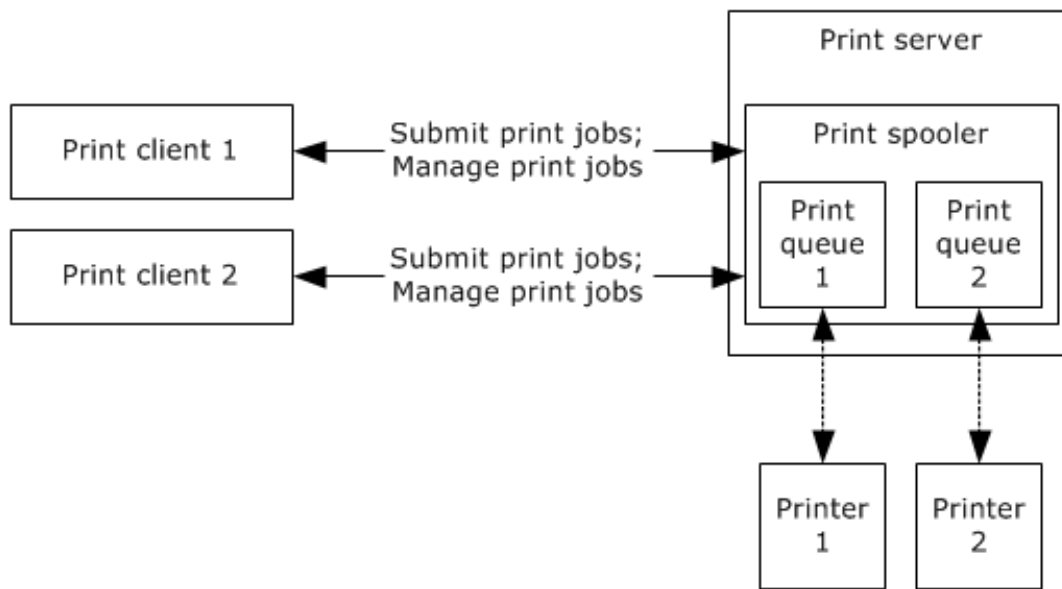 Print server
Print spooler
Print client 1
Submit print jobs;
Manage print jobs
Print
queue
1
Print
queue
2
Print client 2
Submit print jobs;
Manage print jobs
Printer
1
Printer
2